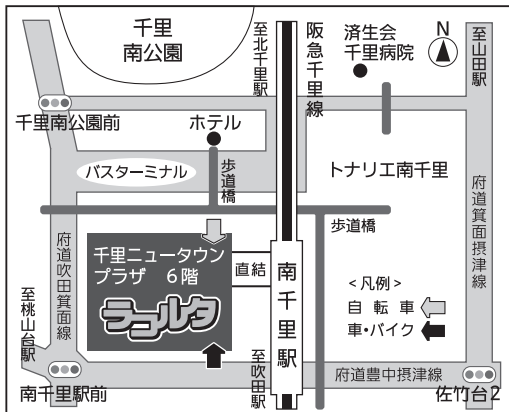 千里
南公園
至北千里駅
阪急千里線
済生会
千里病院
N
至山田駅
千里南公園前
ホテル
バスターミナル
歩道橋
トナリエ南千里
府道箕面摂津線
歩道橋
府道吹田箕面線
千里ニュータウン
プラザ 6階
ラコルタ
直結
南千里駅
<凡例>
自転車
車・バイク
至桃山台駅
南千里駅前
至吹田駅
府道豊中摂津線
佐竹台2